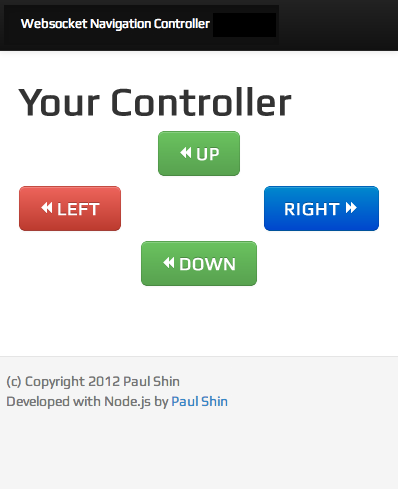 Websocket Navigation Controller
Your Controller
UP
LEFT
RIGHT
DOWN
(c) Copyright 2012 Paul Shin
Developed with Node.js by Paul Shin